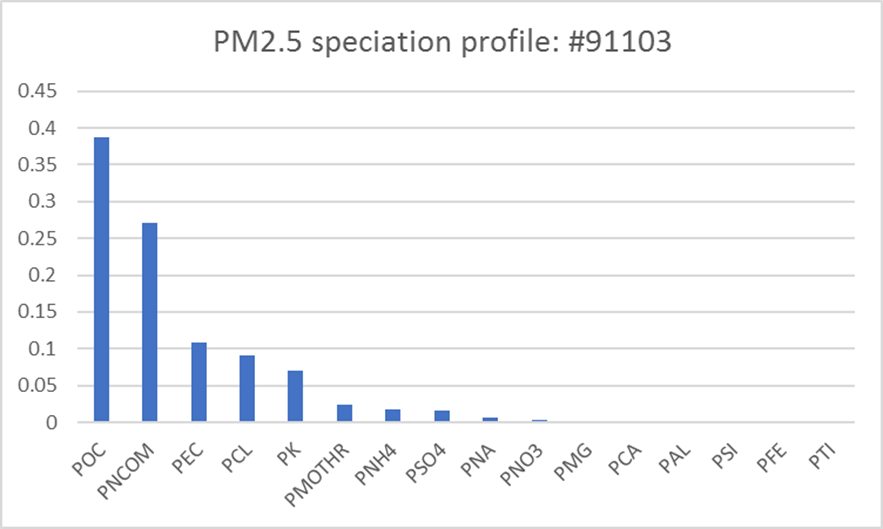 PM2.5 speciation profile: #91103
0.45
0.4
0.35
0.3
0.25
0.2
0.15
0.1
0.05
0
POC
PNCOM
PEC
PCL
PK
PMOTHR
PNH4
PSO4
PNA
PNO3
PMG
PCA
PAL
PSI
PFE
PTI